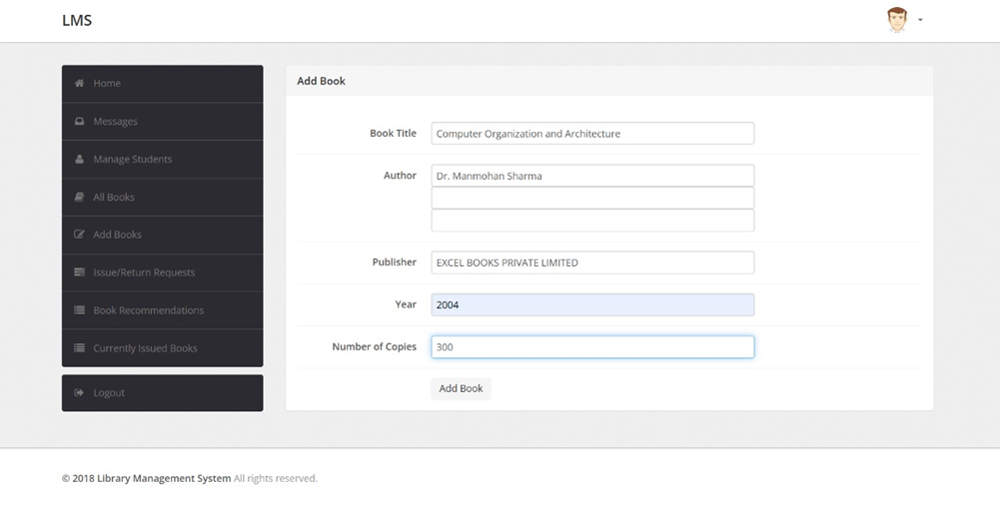 LMS
Home
Messages
Manage Students
All Books
Add Books
Issue/Return Requests
Book Recommendations
Currently Issued Books
Logout
Add Book
Book Title Computer Organization and Architecture
Author Dr. Manmohan Sharma
Publisher EXCEL BOOKS PRIVATE LIMITED
Year 2004
Number of Copies 300
Add Book
© 2018 Library Management System All rights reserved.